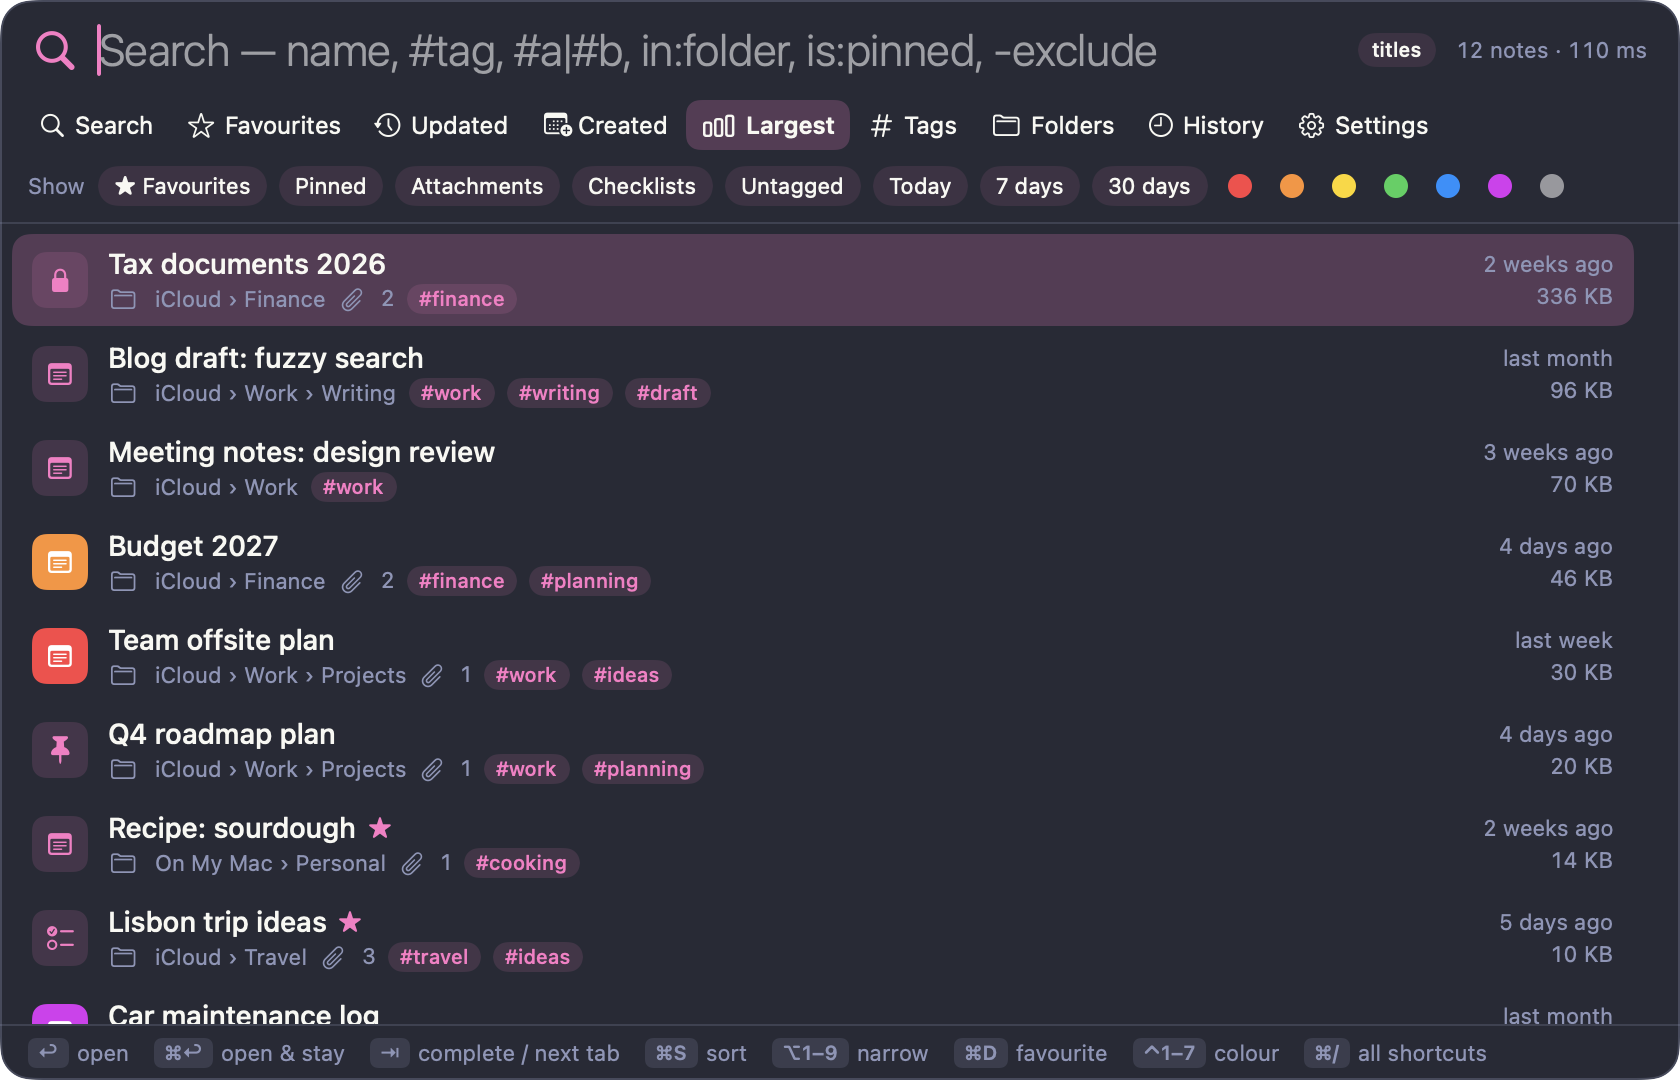 Search — name, #tag, #a|#b, in:folder, is:pinned, -exclude titles 12 notes · 110 ms
Search Favourites Updated Created Largest Tags Folders History Settings
Show ★ Favourites Pinned Attachments Checklists Untagged Today 7 days 30 days
Tax documents 2026 2 weeks ago
iCloud › Finance 2 #finance 336 KB
Blog draft: fuzzy search last month
iCloud › Work › Writing #work #writing #draft 96 KB
Meeting notes: design review 3 weeks ago
iCloud › Work #work 70 KB
Budget 2027 4 days ago
iCloud › Finance 2 #finance #planning 46 KB
Team offsite plan last week
iCloud › Work › Projects 1 #work #ideas 30 KB
Q4 roadmap plan 4 days ago
iCloud › Work › Projects 1 #work #planning 20 KB
Recipe: sourdough ★ 2 weeks ago
On My Mac › Personal 1 #cooking 14 KB
Lisbon trip ideas ★ 5 days ago
iCloud › Travel 3 #travel #ideas 10 KB
Car maintenance log last month
↩ open ⌘↩ open & stay ⇥ complete / next tab ⌘S sort ⌥1–9 narrow ⌘D favourite ^1–7 colour ⌘/ all shortcuts